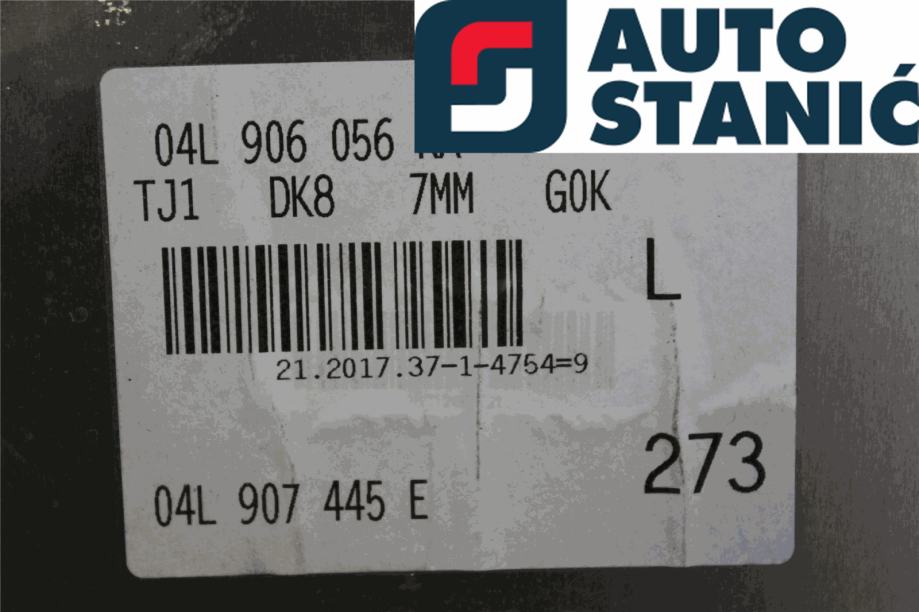 AUTO
STANIĆ
04L 906 056
TJ1 DK8 7MM G0K
L
21.2017.37-1-4754=9
273
04L 907 445 E